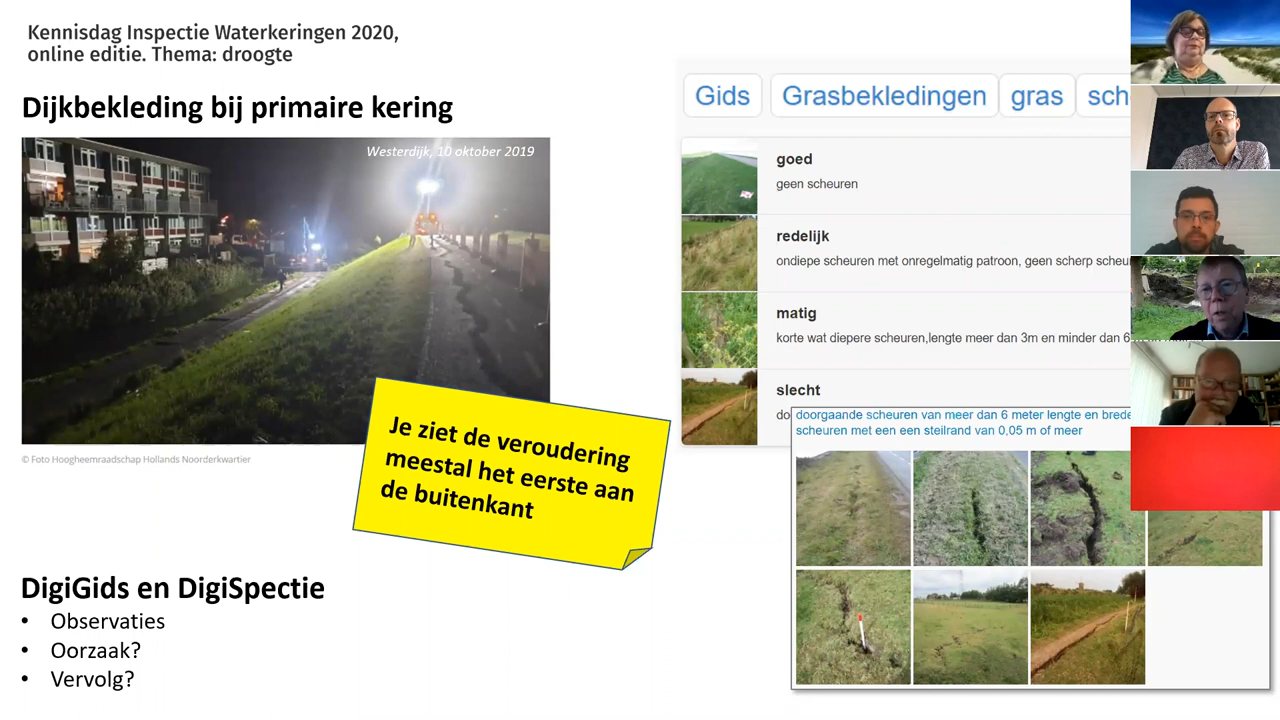 Kennisdag Inspectie Waterkeringen 2020,
online editie. Thema: droogte
Dijkbekleding bij primaire kering
Westerdijk, 10 oktober 2019
© Foto Hoogheemraadschap Hollands Noorderkwartier
Je ziet de veroudering
meestal het eerste aan
de buitenkant
DigiGids en DigiSpectie
• Observaties
• Oorzaak?
• Vervolg?
Gids Grasbekledingen gras sch
goed
geen scheuren
redelijk
ondiepe scheuren met onregelmatig patroon, geen scherp scheur
matig
korte wat diepere scheuren,lengte meer dan 3m en minder dan 6
slecht
doorgaande scheuren van meer dan 6 meter lengte en brede
scheuren met een een steilrand van 0,05 m of meer